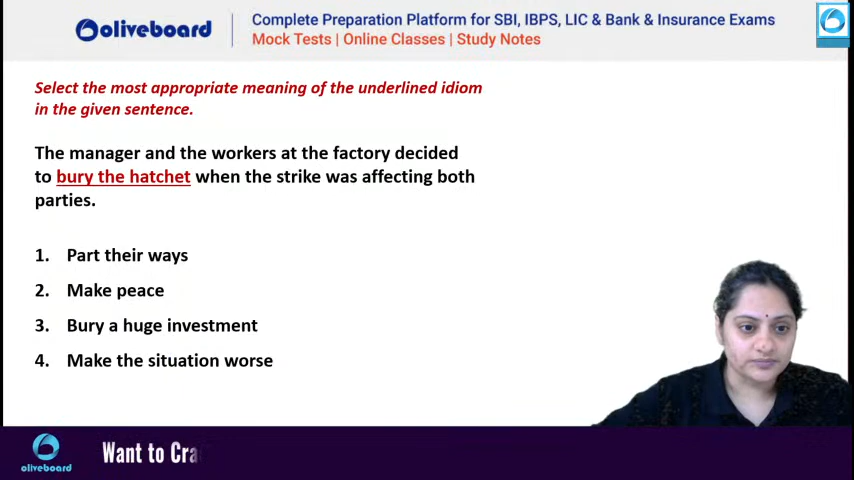 oliveboard
Complete Preparation Platform for SBI, IBPS, LIC & Bank & Insurance Exams
Mock Tests | Online Classes | Study Notes
Select the most appropriate meaning of the underlined idiom
in the given sentence.
The manager and the workers at the factory decided
to bury the hatchet when the strike was affecting both
parties.
1. Part their ways
2. Make peace
3. Bury a huge investment
4. Make the situation worse
Want to Cra
oliveboard